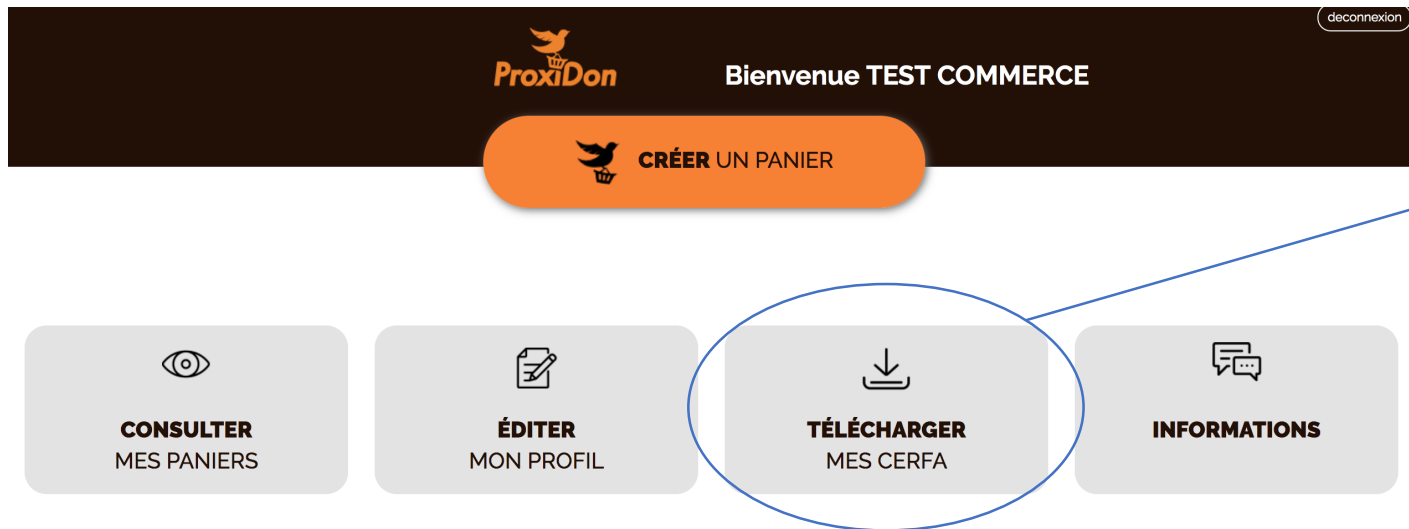 deconnexion
ProxiDon
Bienvenue TEST COMMERCE
CRÉER UN PANIER
CONSULTER
MES PANIERS
ÉDITER
MON PROFIL
TÉLÉCHARGER
MES CERFA
INFORMATIONS